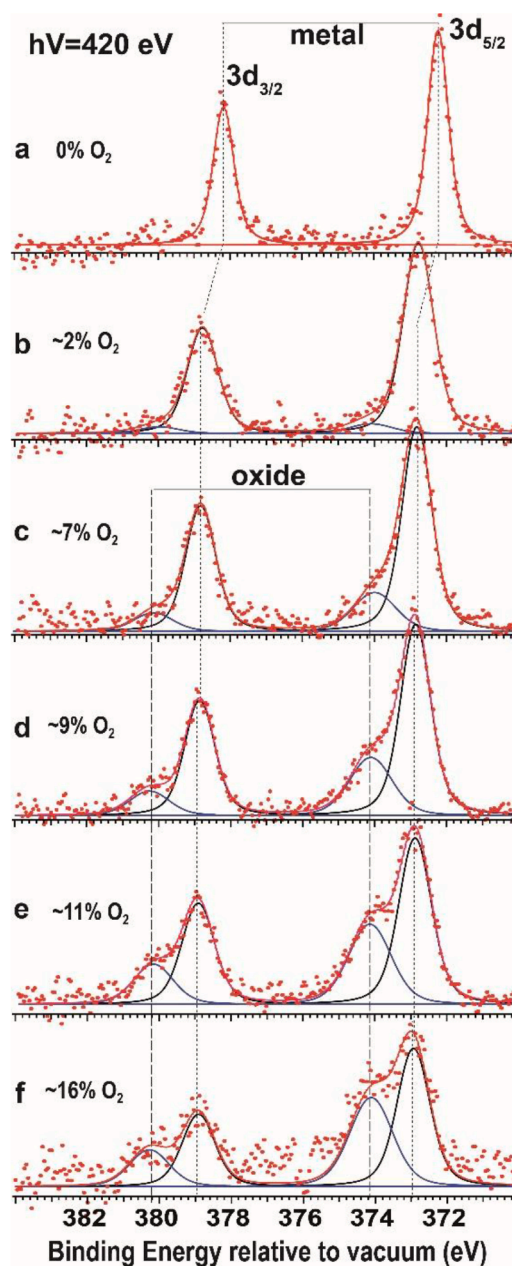 hV=420 eV
metal
3d5/2
3d3/2
a 0% O2
b ~2% O2
oxide
c ~7% O2
d ~9% O2
e ~11% O2
f ~16% O2
382 380 378 376 374 372
Binding Energy relative to vacuum (eV)